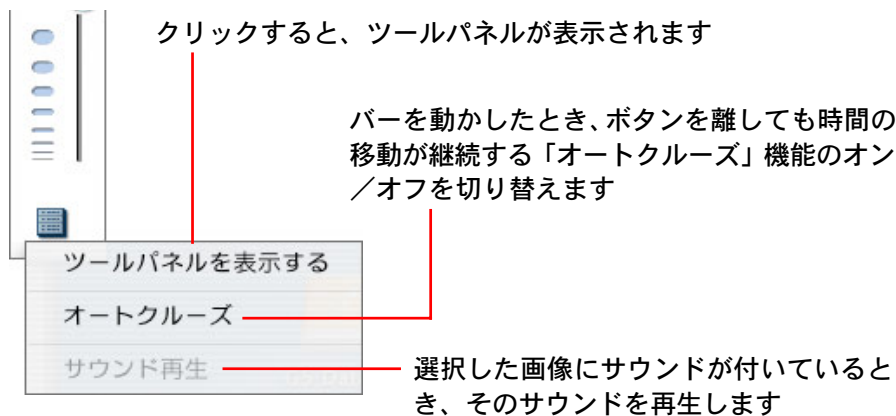 クリックすると、ツールパネルが表示されます
バーを動かしたとき、ボタンを離しても時間の
移動が継続する「オートクルーズ」機能のオン
／オフを切り替えます
ツールパネルを表示する
オートクルーズ
サウンド再生
選択した画像にサウンドが付いていると
き、そのサウンドを再生します